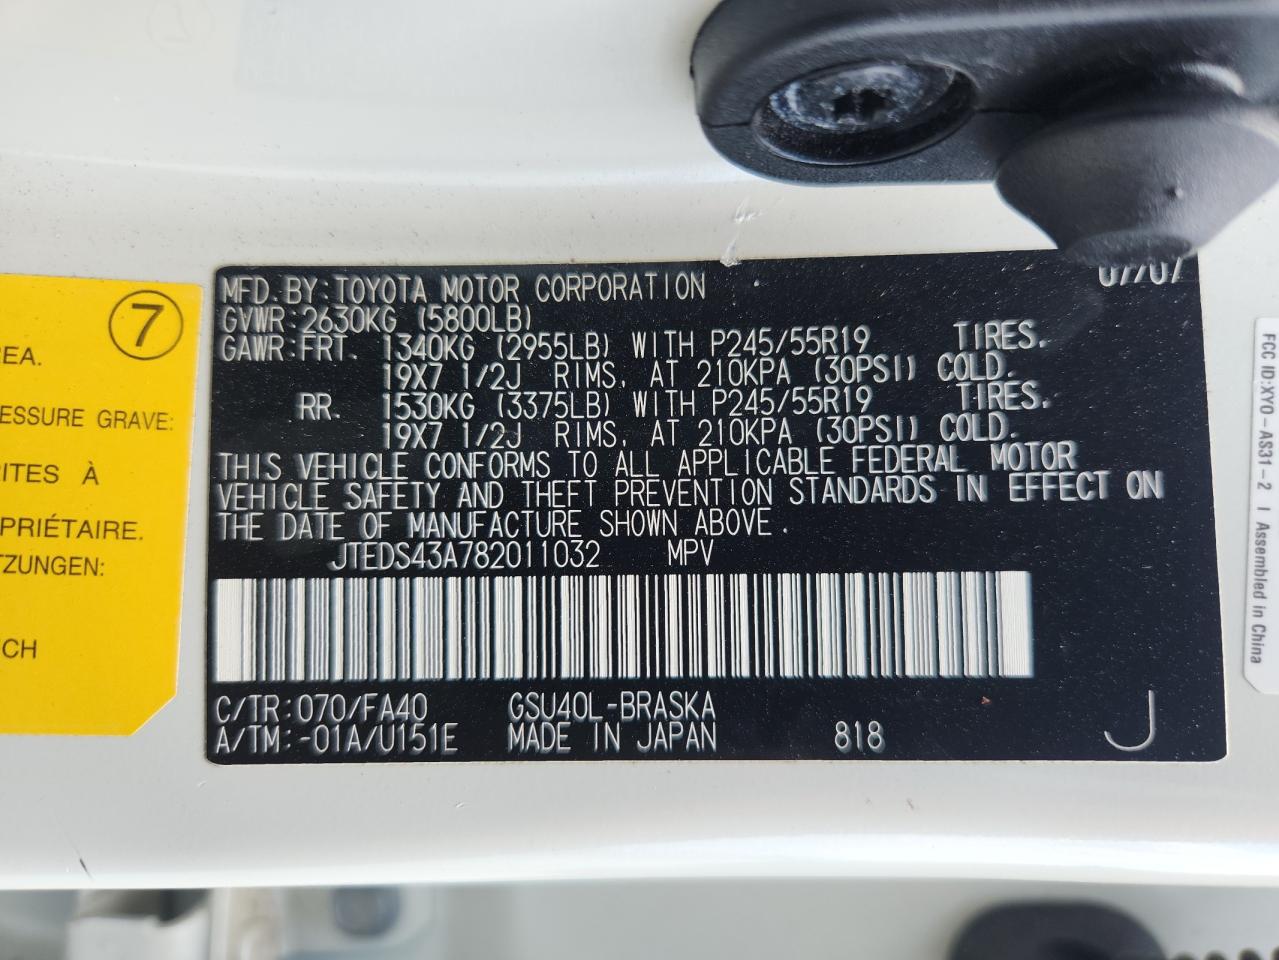 7
REA.
ESSURE GRAVE:
RITES À
PRIÉTAIRE.
TZUNGEN:
CH
07/07
MFD. BY: TOYOTA MOTOR CORPORATION
GVWR: 2630KG (5800LB)
GAWR: FRT. 1340KG (2955LB) WITH P245/55R19 TIRES,
19X7 1/2J RIMS, AT 210KPA (30PSI) COLD.
RR. 1530KG (3375LB) WITH P245/55R19 TIRES,
19X7 1/2J RIMS, AT 210KPA (30PSI) COLD.
THIS VEHICLE CONFORMS TO ALL APPLICABLE FEDERAL MOTOR
VEHICLE SAFETY AND THEFT PREVENTION STANDARDS IN EFFECT ON
THE DATE OF MANUFACTURE SHOWN ABOVE.
JTEDS43A782011032 MPV
C/TR: 070/FA40 GSU40L-BRASKA
A/TM: -01A/U151E MADE IN JAPAN 818 J
FCC ID:XY0-AS31-2 | Assembled in China